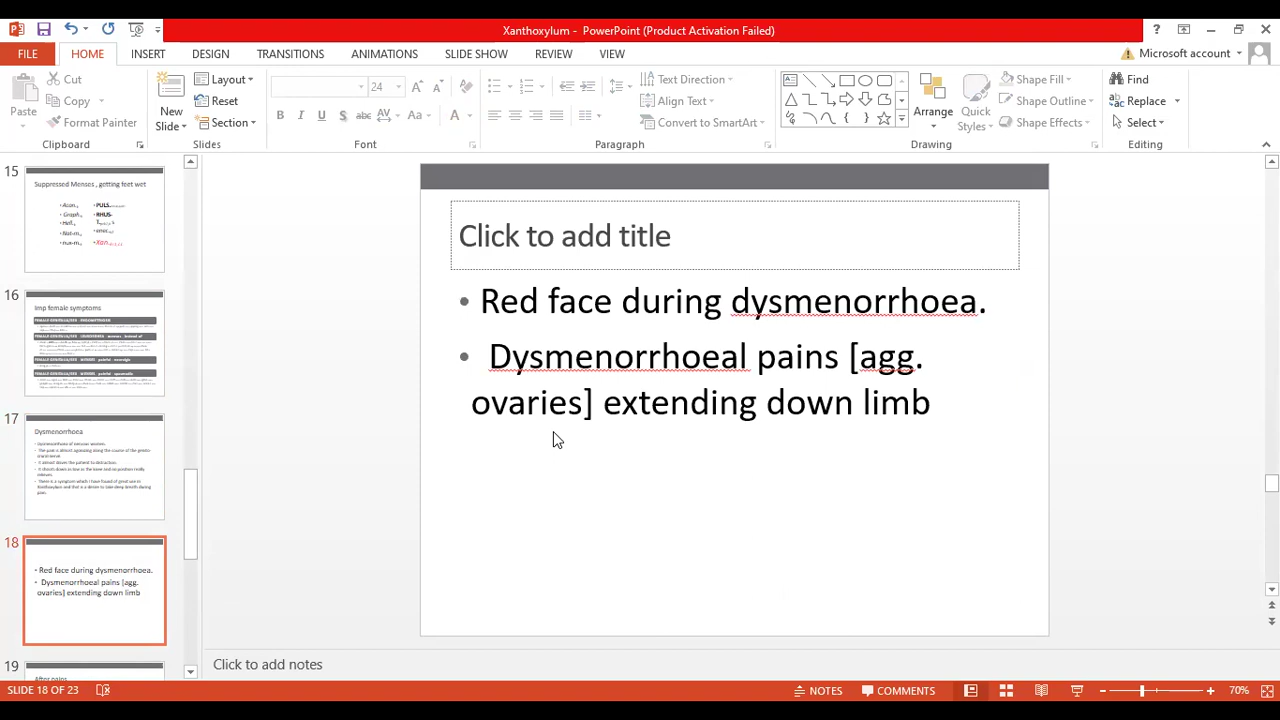 Xanthoxylum - PowerPoint (Product Activation Failed)
FILE HOME INSERT DESIGN TRANSITIONS ANIMATIONS SLIDE SHOW REVIEW VIEW Microsoft account
Paste
Cut
Copy
Format Painter
Clipboard
New
Slide
Layout
Reset
Section
Slides
24
Font
Text Direction
Align Text
Convert to SmartArt
Paragraph
Arrange
Quick
Styles
Shape Fill
Shape Outline
Shape Effects
Drawing
Find
Replace
Select
Editing
15
Suppressed Menses , getting feet wet
16
Imp female symptoms
17
Dysmenorrhoea
18
• Red face during dysmenorrhoea.
• Dysmenorrhoeal pains [agg.
ovaries] extending down limb
19
After pains
Click to add title
• Red face during dysmenorrhoea.
• Dysmenorrhoeal pains [agg.
ovaries] extending down limb
Click to add notes
SLIDE 18 OF 23
NOTES
COMMENTS
70%